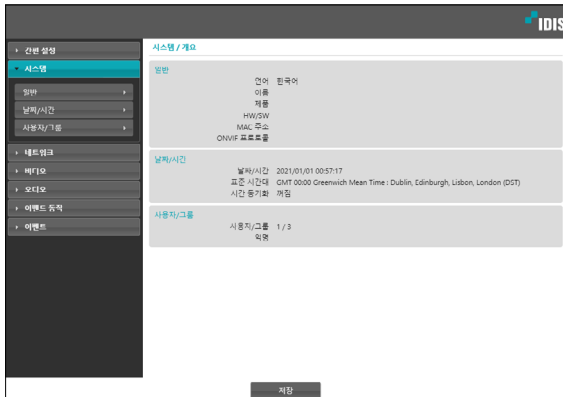 IDIS
간편 설정
시스템
일반
날짜/시간
사용자/그룹
네트워크
비디오
오디오
이벤트 동작
이벤트
시스템 / 개요
일반
언어 한국어
이름
제품
HW/SW
MAC 주소
ONVIF 프로토콜
날짜/시간
날짜/시간 2021/01/01 00:57:17
표준 시간대 GMT 00:00 Greenwich Mean Time : Dublin, Edinburgh, Lisbon, London (DST)
시간 동기화 꺼짐
사용자/그룹
사용자/그룹 1 / 3
익명
저장